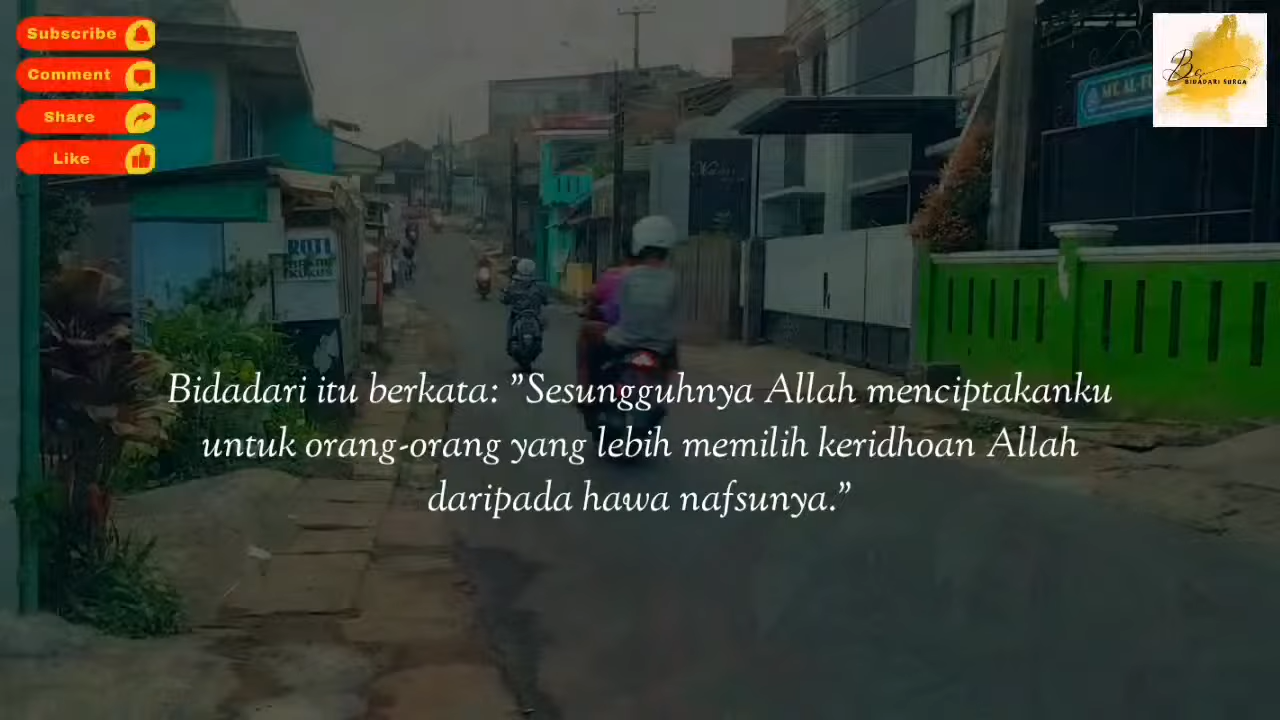 Subscribe
Comment
Share
Like
BIDADARI SURGA
ROTI
KUKUS
Bidadari itu berkata: ”Sesungguhnya Allah menciptakanku
untuk orang-orang yang lebih memilih keridhoan Allah
daripada hawa nafsunya.”